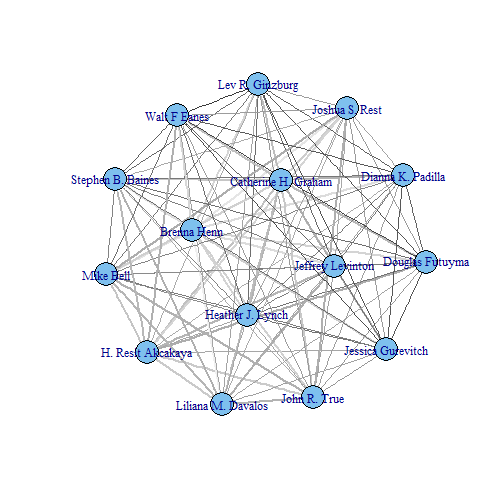 Lev R. Ginzburg
Joshua S. Rest
Walt F Eanes
Dianna K. Padilla
Stephen B. Baines
Catherine H. Graham
Brenna Henn
Douglas Futuyma
Jeffrey Levinton
Mike Bell
Heather J. Lynch
Jessica Gurevitch
H. Resit Akcakaya
John R. True
Liliana M. Davalos